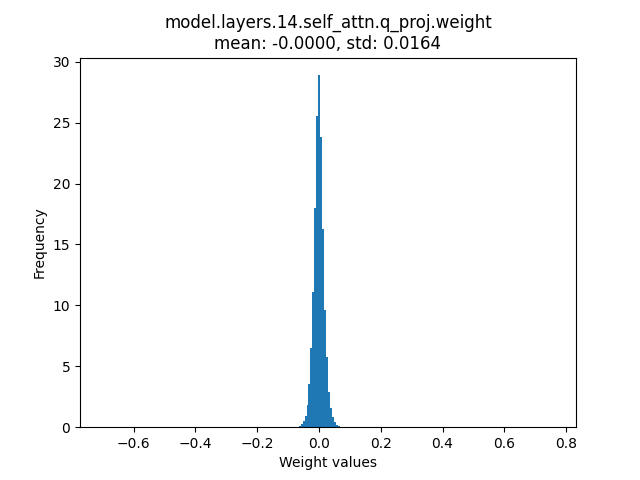 model.layers.14.self_attn.q_proj.weight
mean: -0.0000, std: 0.0164
30
25
20
15
10
5
0
Frequency
−0.6 −0.4 −0.2 0.0 0.2 0.4 0.6 0.8
Weight values